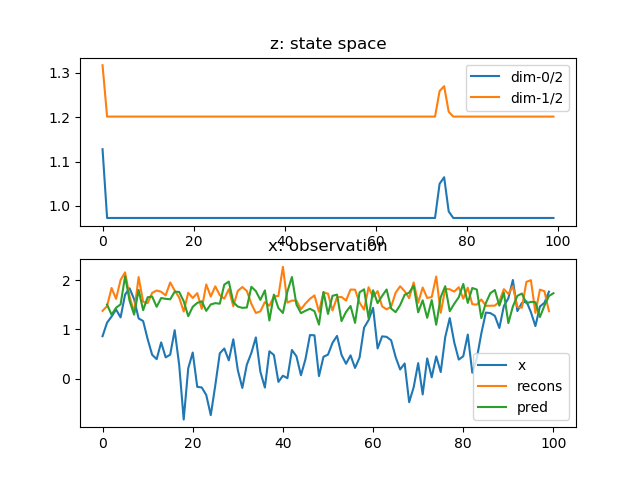 z: state space
1.3
1.2
1.1
1.0
dim-0/2
dim-1/2
0 20 40 60 80 100
x: observation
2
1
0
x
recons
pred
0 20 40 60 80 100